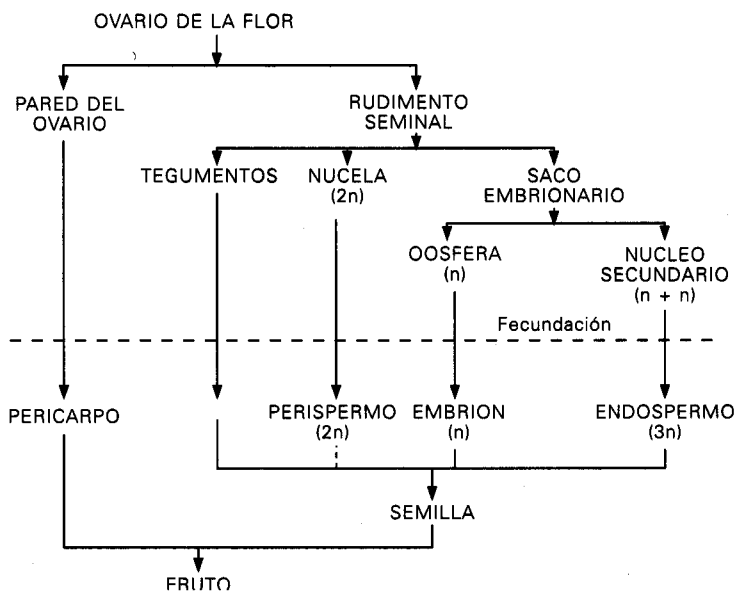 OVARIO DE LA FLOR
PARED DEL
OVARIO
RUDIMENTO
SEMINAL
TEGUMENTOS
NUCELA
(2n)
SACO
EMBRIONARIO
OOSFERA
(n)
NUCLEO
SECUNDARIO
(n + n)
Fecundación
PERICARPO
PERISPERMO
(2n)
EMBRION
(n)
ENDOSPERMO
(3n)
SEMILLA
FRUTO